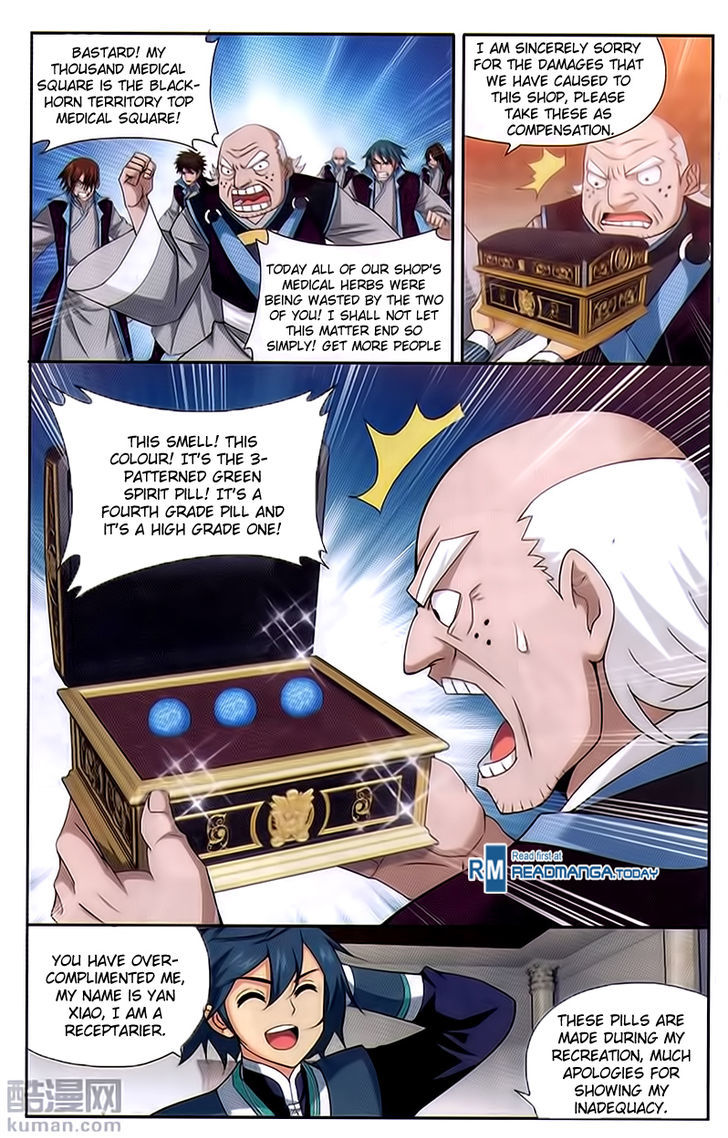 BASTARD! MY
THOUSAND MEDICAL
SQUARE IS THE BLACK-
HORN TERRITORY TOP
MEDICAL SQUARE!
TODAY ALL OF OUR SHOP'S
MEDICAL HERBS WERE
BEING WASTED BY THE TWO
OF YOU! I SHALL NOT LET
THIS MATTER END SO
SIMPLY! GET MORE PEOPLE
I AM SINCERELY SORRY
FOR THE DAMAGES THAT
WE HAVE CAUSED TO
THIS SHOP, PLEASE
TAKE THESE AS
COMPENSATION.
THIS SMELL! THIS
COLOUR! IT'S THE 3-
PATTERNED GREEN
SPIRIT PILL! IT'S A
FOURTH GRADE PILL AND
IT'S A HIGH GRADE ONE!
RM Read first at
READMANGA.TODAY
YOU HAVE OVER-
COMPLIMENTED ME,
MY NAME IS YAN
XIAO, I AM A
RECEPTARIER.
THESE PILLS ARE
MADE DURING MY
RECREATION, MUCH
APOLOGIES FOR
SHOWING MY
INADEQUACY.
酷漫网
kuman.com